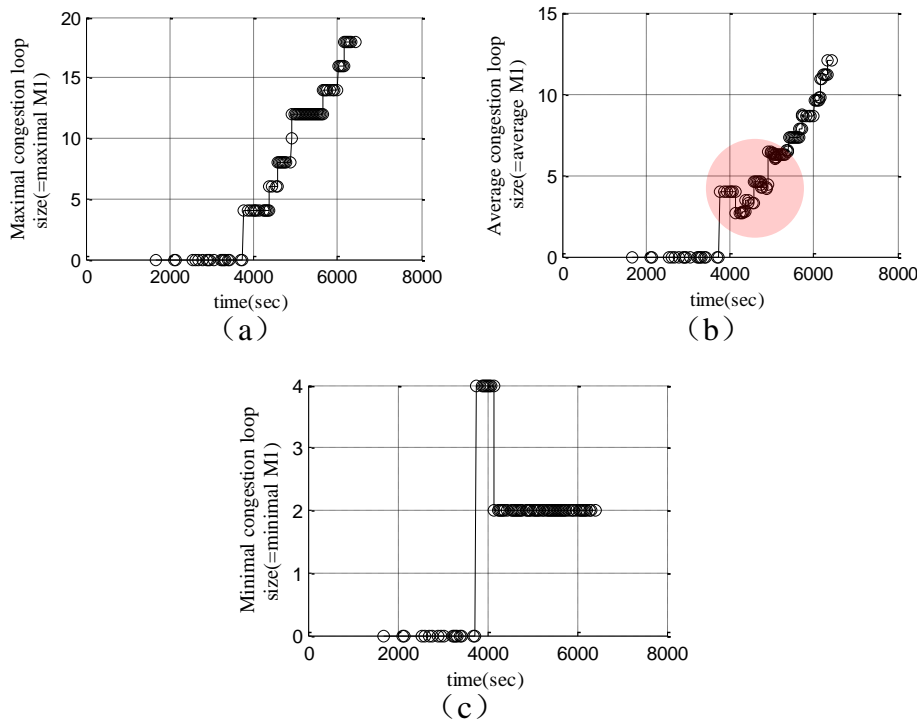 Maximal congestion loop
size(=maximal M1)
20
15
10
5
0
0 2000 4000 6000 8000
time(sec)
(a)
Average congestion loop
size(=average M1)
15
10
5
0
0 2000 4000 6000 8000
time(sec)
(b)
Minimal congestion loop
size(=minimal M1)
4
3
2
1
0
0 2000 4000 6000 8000
time(sec)
(c)